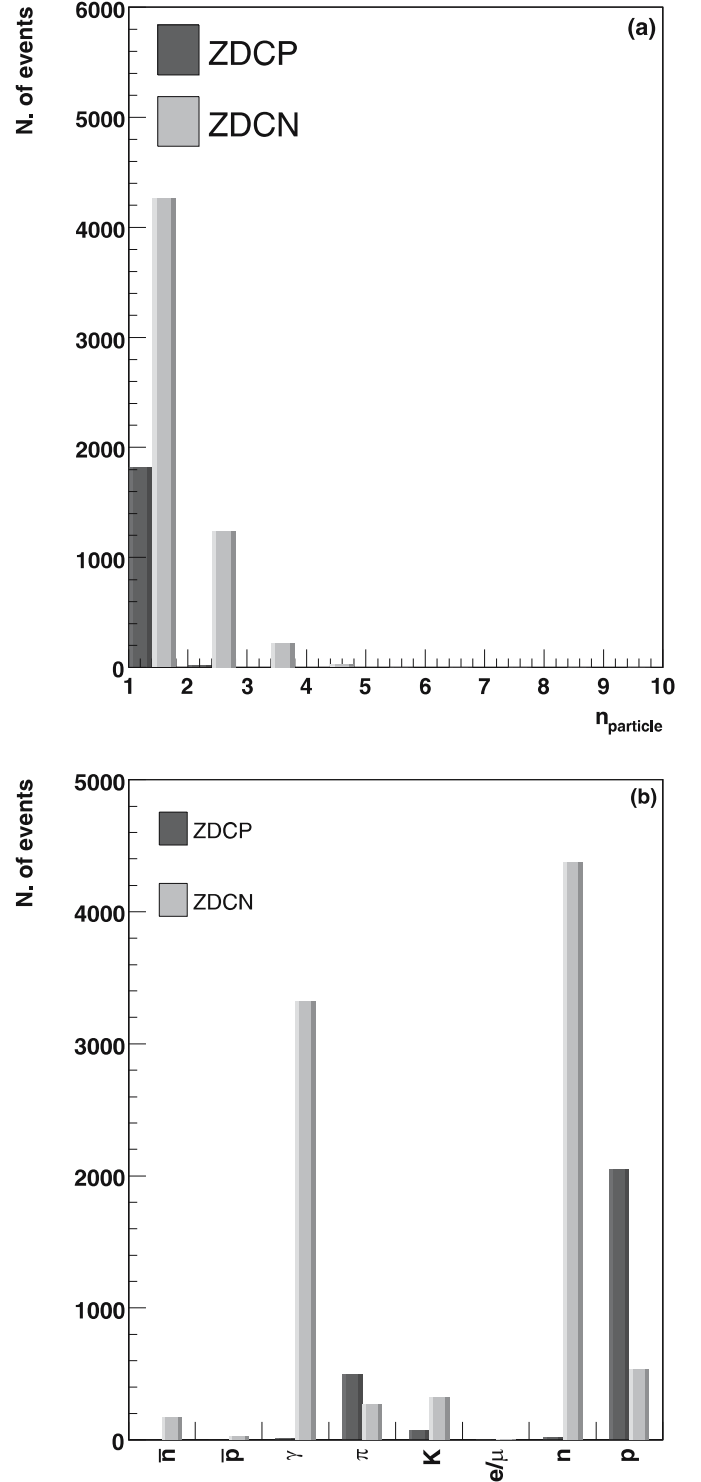 N. of events
6000
(a)
ZDCP
5000
ZDCN
4000
3000
2000
1000
0
1 2 3 4 5 6 7 8 9 10
n_particle
N. of events
5000
(b)
ZDCP
ZDCN
4000
3000
2000
1000
0
n̅ p̅ γ π K e/μ n p